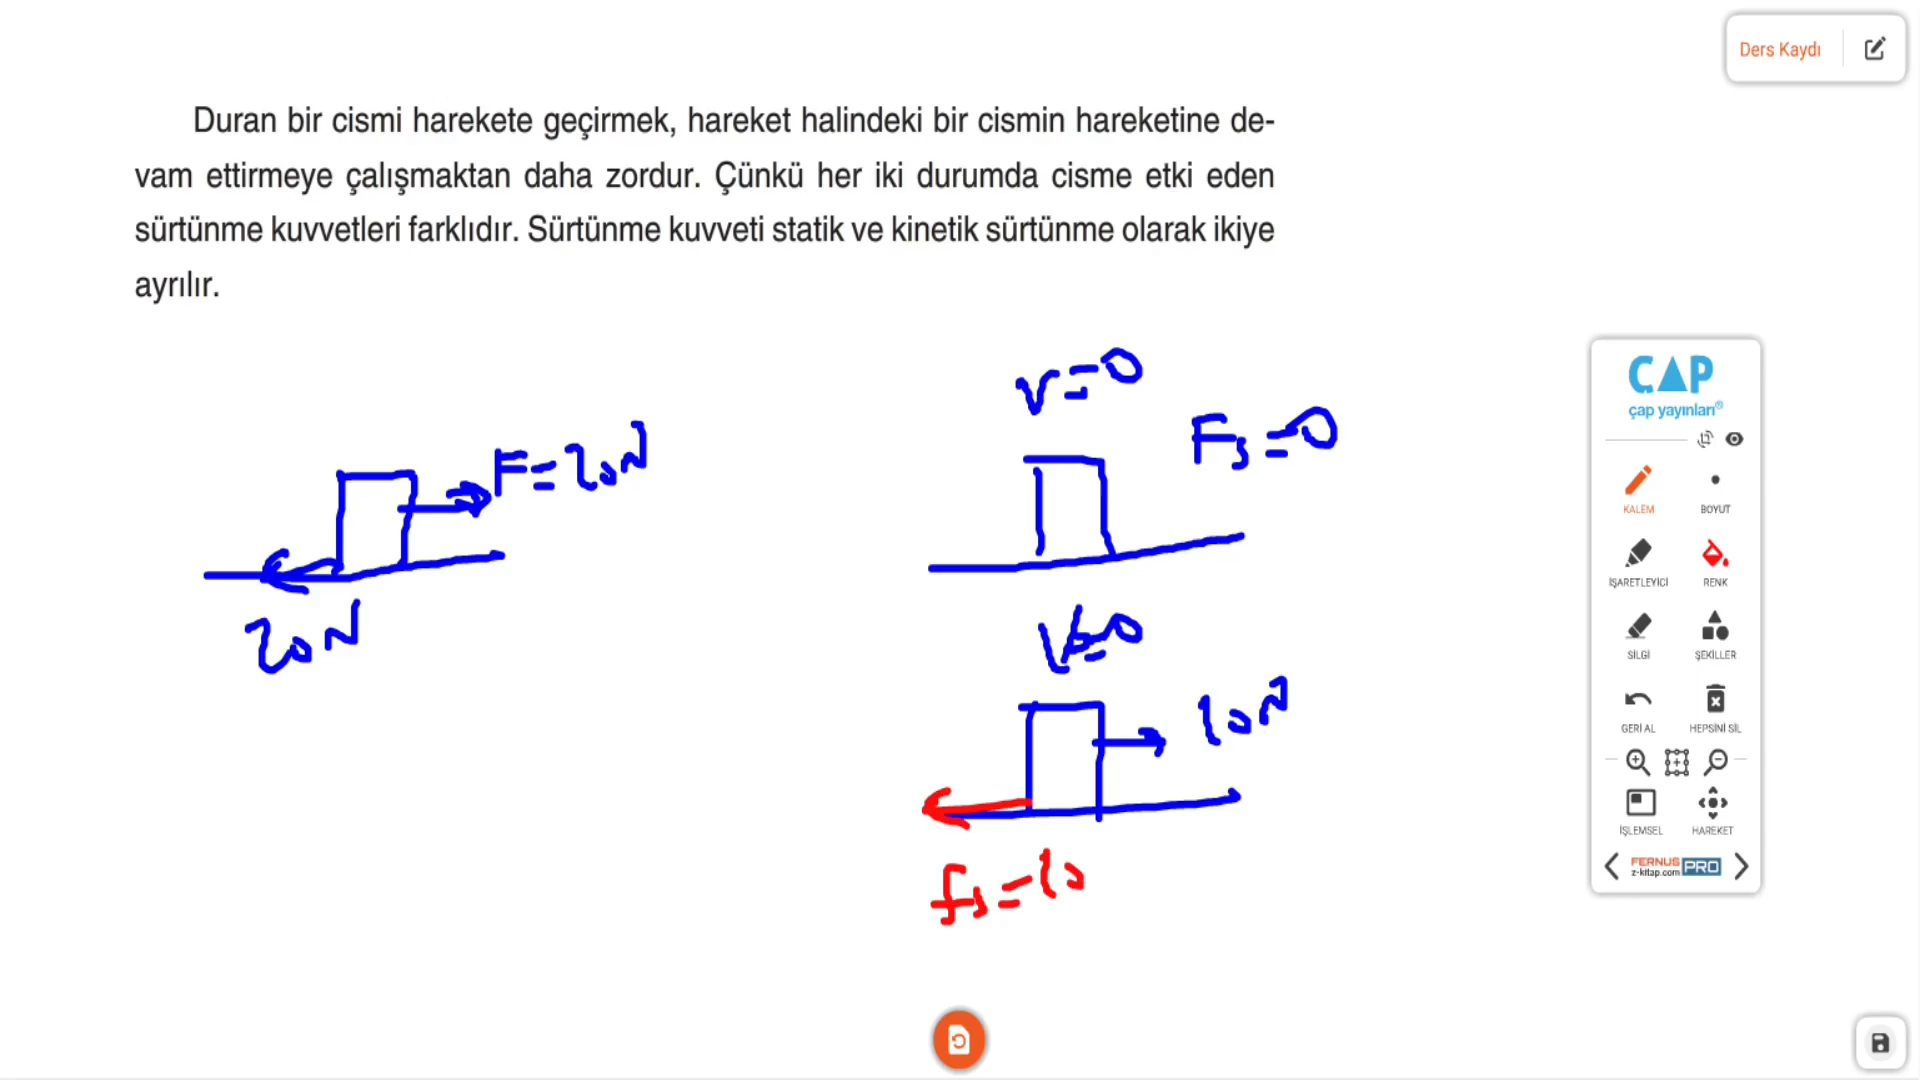 Ders Kaydı
Duran bir cismi harekete geçirmek, hareket halindeki bir cismin hareketine de-
vam ettirmeye çalışmaktan daha zordur. Çünkü her iki durumda cisme etki eden
sürtünme kuvvetleri farklıdır. Sürtünme kuvveti statik ve kinetik sürtünme olarak ikiye
ayrılır.
V=0
Fs=0
F=20N
20N
V=0
10N
fs=10
ÇAP
çap yayınları®
KALEM
BOYUT
İŞARETLEYİCİ
RENK
SİLGİ
ŞEKİLLER
GERİ AL
HEPSİNİ SİL
İŞLEMSEL
HAREKET
FERNUS
z-kitap.com
PRO